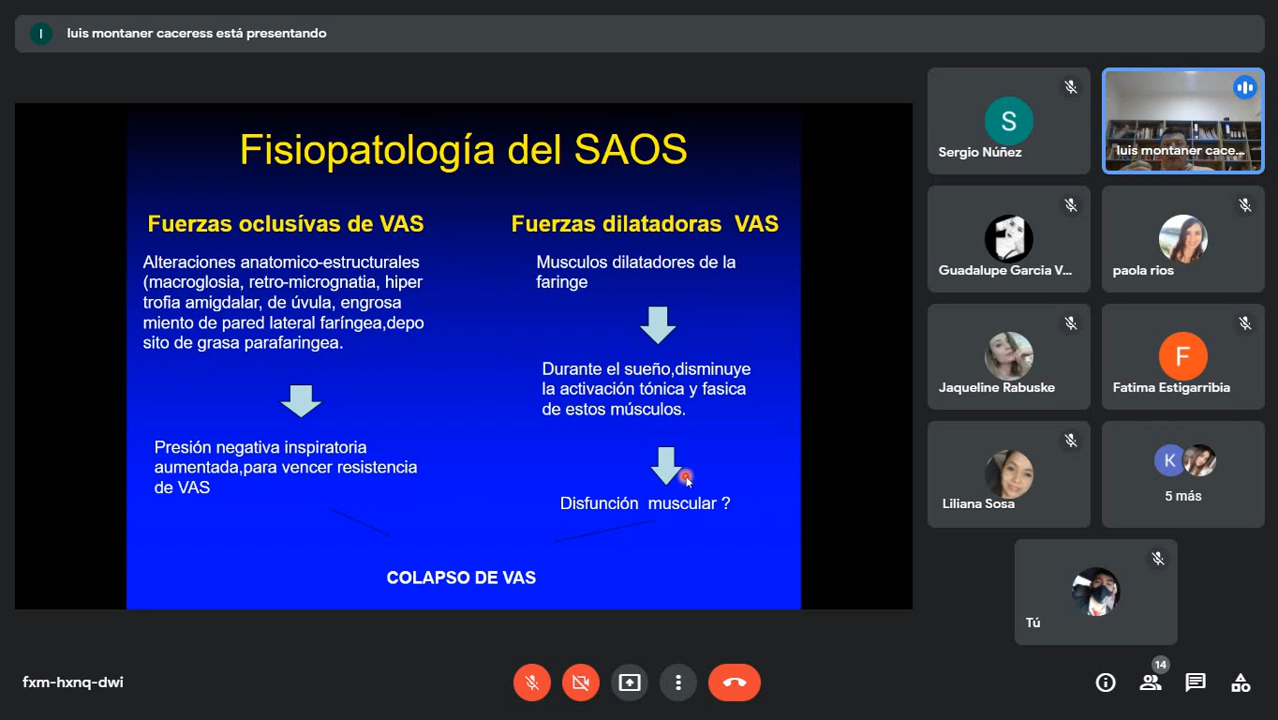 I
luis montaner caceress está presentando
Fisiopatología del SAOS
Fuerzas oclusívas de VAS
Alteraciones anatomico-estructurales
(macroglosia, retro-micrognatia, hiper
trofia amigdalar, de úvula, engrosa
miento de pared lateral faríngea,depo
sito de grasa parafaringea.
Presión negativa inspiratoria
aumentada,para vencer resistencia
de VAS
Fuerzas dilatadoras VAS
Musculos dilatadores de la
faringe
Durante el sueño,disminuye
la activación tónica y fasica
de estos músculos.
Disfunción muscular ?
COLAPSO DE VAS
S
Sergio Núñez
luis montaner cace...
Guadalupe Garcia V...
paola rios
Jaqueline Rabuske
F
Fatima Estigarribia
Liliana Sosa
K
5 más
Tú
fxm-hxnq-dwi
14